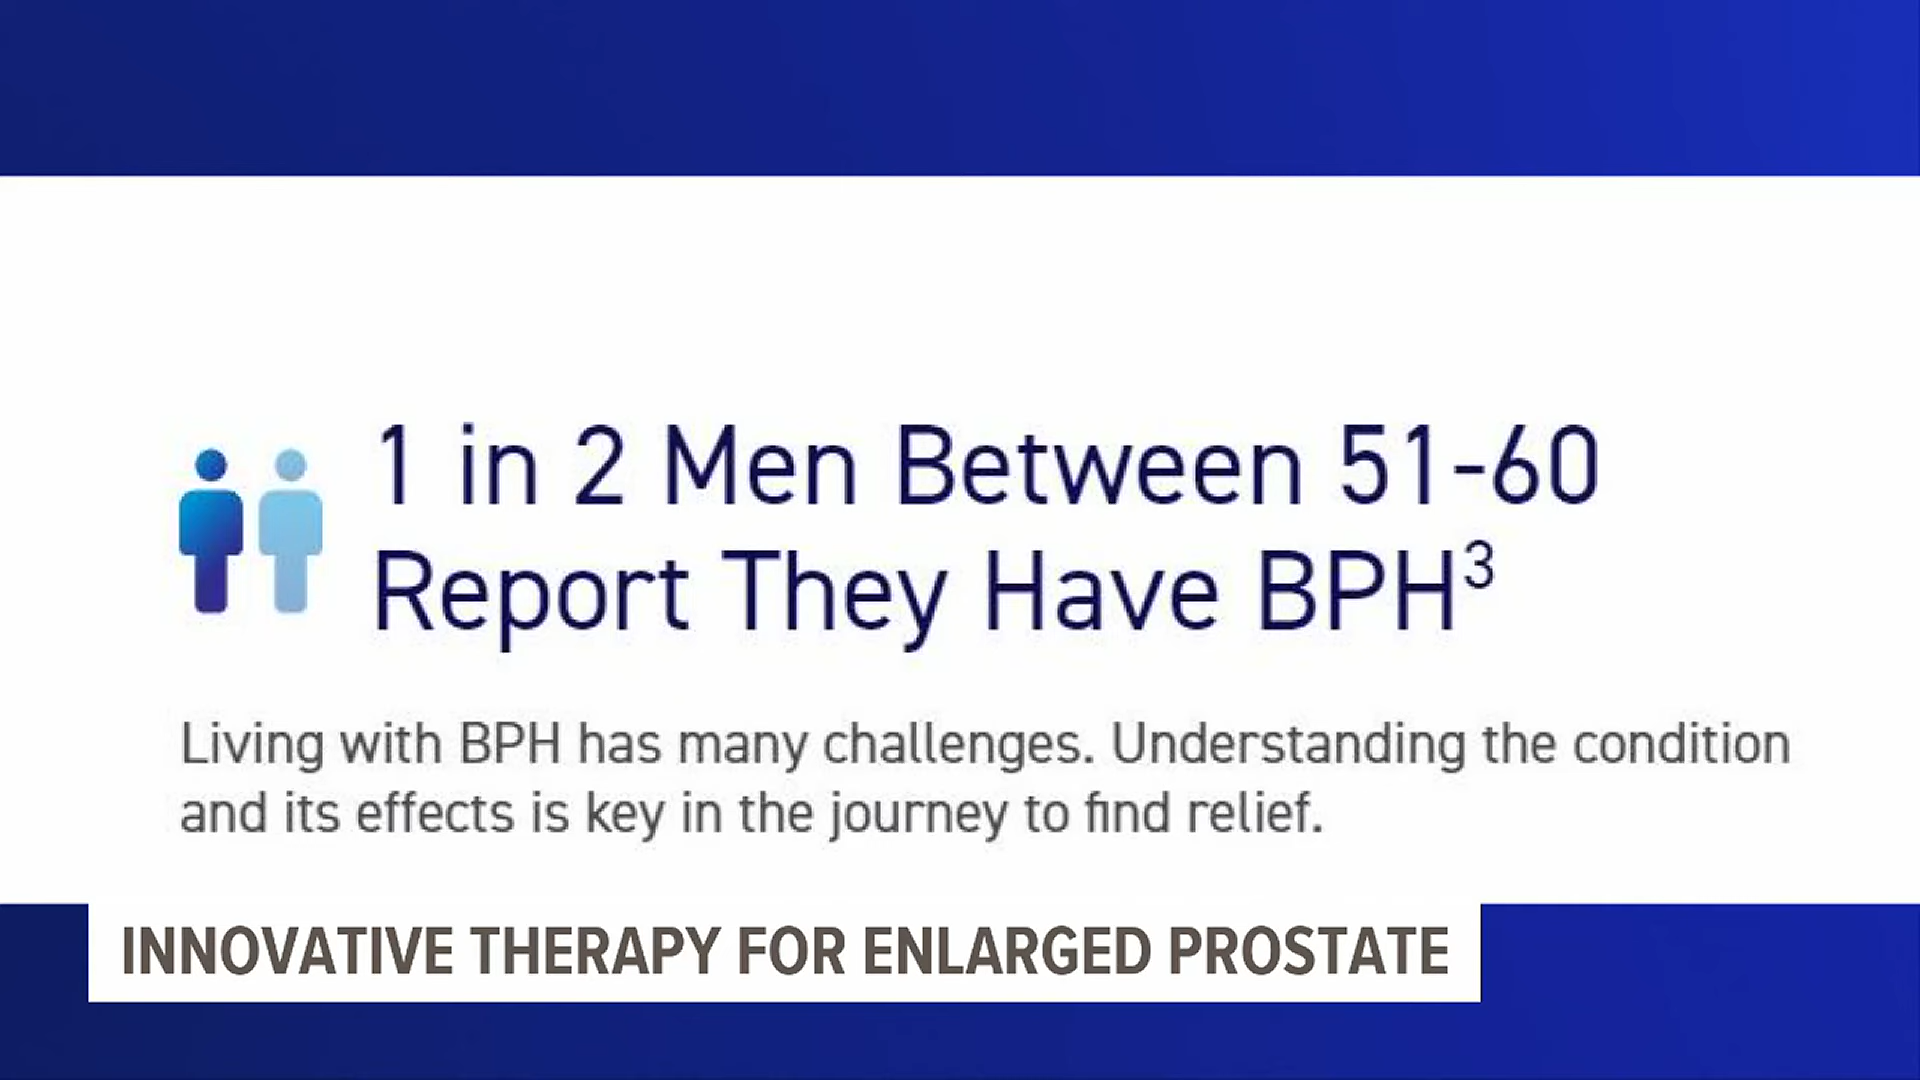 1 in 2 Men Between 51-60
Report They Have BPH³
Living with BPH has many challenges. Understanding the condition
and its effects is key in the journey to find relief.
INNOVATIVE THERAPY FOR ENLARGED PROSTATE